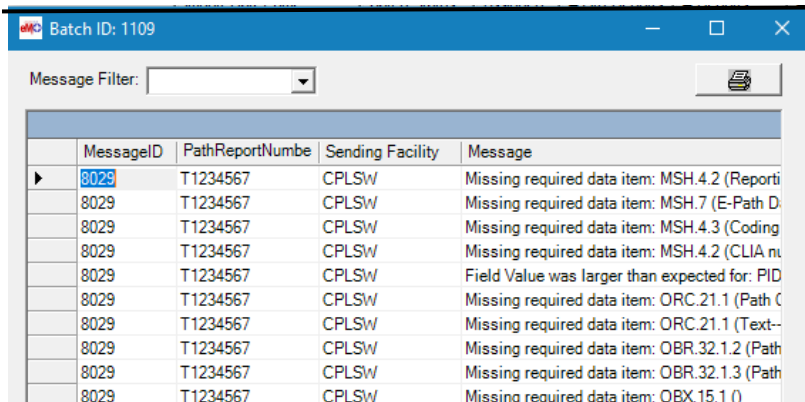 eMC Batch ID: 1109
Message Filter:
MessageID PathReportNumbe Sending Facility Message
8029 T1234567 CPLSW Missing required data item: MSH.4.2 (Reporti
8029 T1234567 CPLSW Missing required data item: MSH.7 (E-Path D
8029 T1234567 CPLSW Missing required data item: MSH.4.3 (Coding
8029 T1234567 CPLSW Missing required data item: MSH.4.2 (CLIA nu
8029 T1234567 CPLSW Field Value was larger than expected for: PID
8029 T1234567 CPLSW Missing required data item: ORC.21.1 (Path
8029 T1234567 CPLSW Missing required data item: ORC.21.1 (Text--
8029 T1234567 CPLSW Missing required data item: OBR.32.1.2 (Path
8029 T1234567 CPLSW Missing required data item: OBR.32.1.3 (Path
8029 T1234567 CPLSW Missing required data item: OBX.15.1 ()